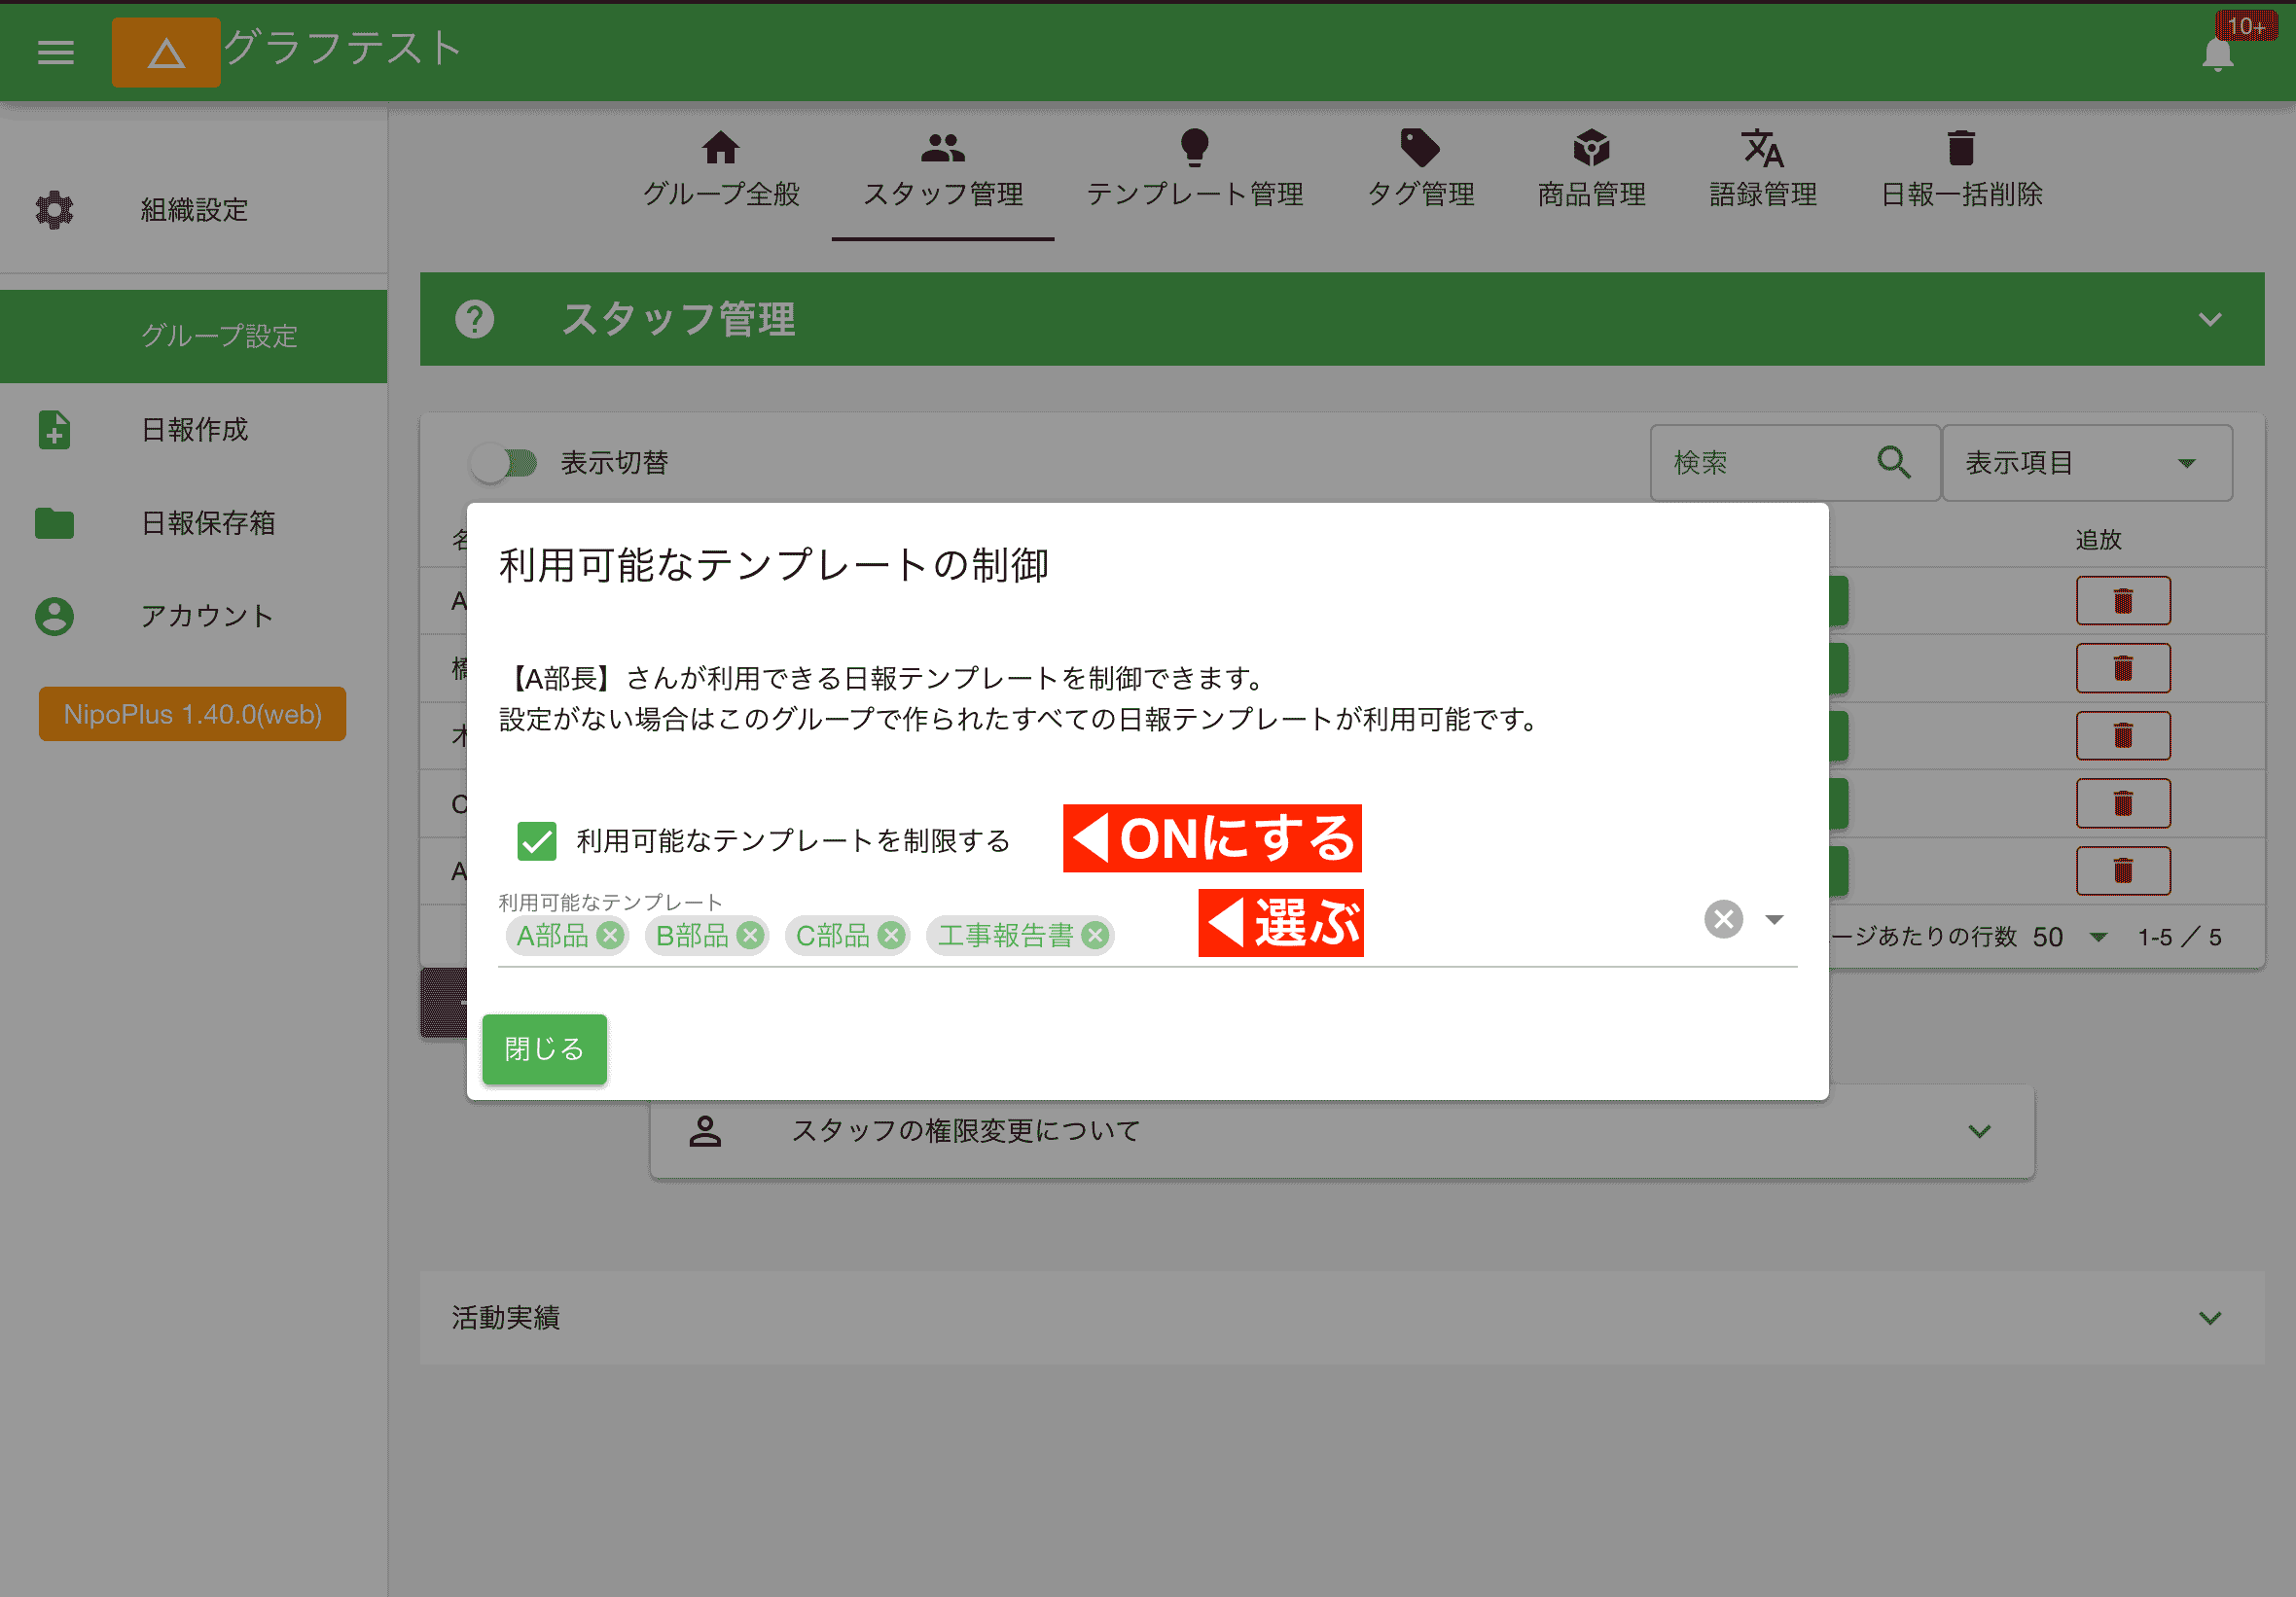 グラフテスト
10+
グループ全般
スタッフ管理
テンプレート管理
タグ管理
商品管理
語録管理
日報一括削除
組織設定
グループ設定
日報作成
日報保存箱
アカウント
NipoPlus 1.40.0(web)
スタッフ管理
表示切替
検索
表示項目
追放
利用可能なテンプレートの制御
【A部長】さんが利用できる日報テンプレートを制御できます。
設定がない場合はこのグループで作られたすべての日報テンプレートが利用可能です。
利用可能なテンプレートを制限する
◀ONにする
利用可能なテンプレート
A部品 B部品 C部品 工事報告書
◀選ぶ
ージあたりの行数 50 1-5 / 5
閉じる
スタッフの権限変更について
活動実績